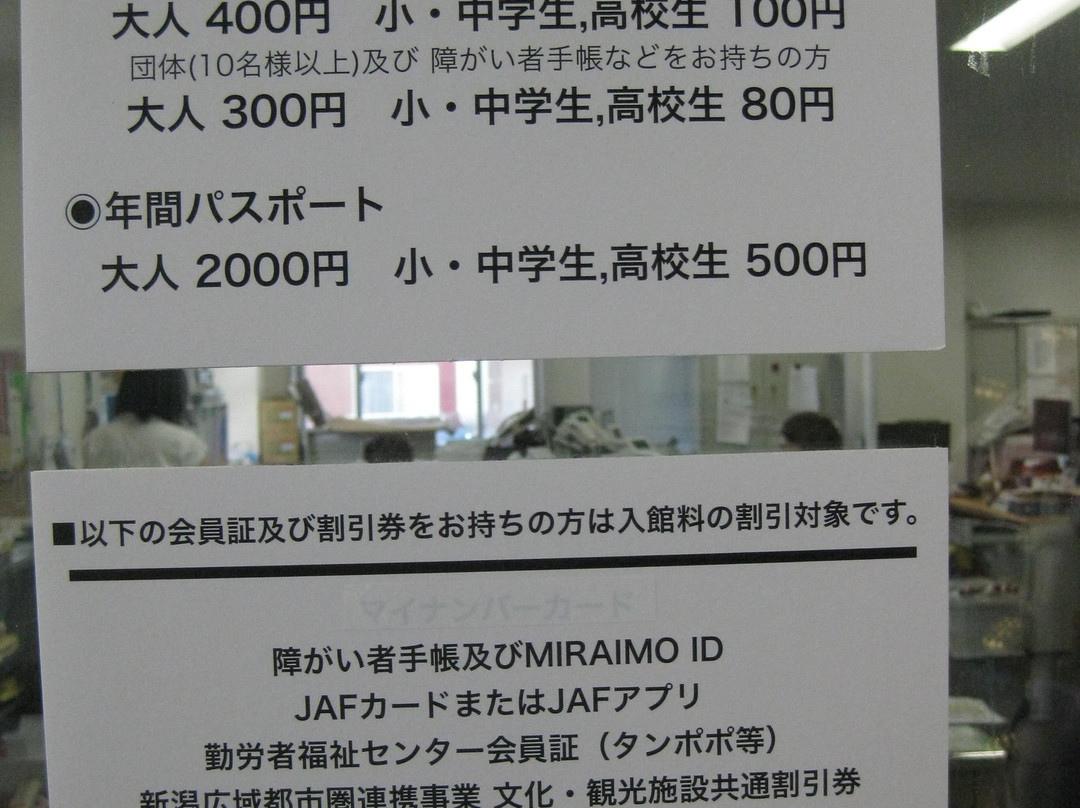 大人 400円 小・中学生,高校生 100円
団体(10名様以上)及び 障がい者手帳などをお持ちの方
大人 300円 小・中学生,高校生 80円
◉年間パスポート
大人 2000円 小・中学生,高校生 500円
■以下の会員証及び割引券をお持ちの方は入館料の割引対象です。
マイナンバーカード
障がい者手帳及びMIRAIMO ID
JAFカードまたはJAFアプリ
勤労者福祉センター会員証（タンポポ等）
新潟広域都市圏連携事業 文化・観光施設共通割引券